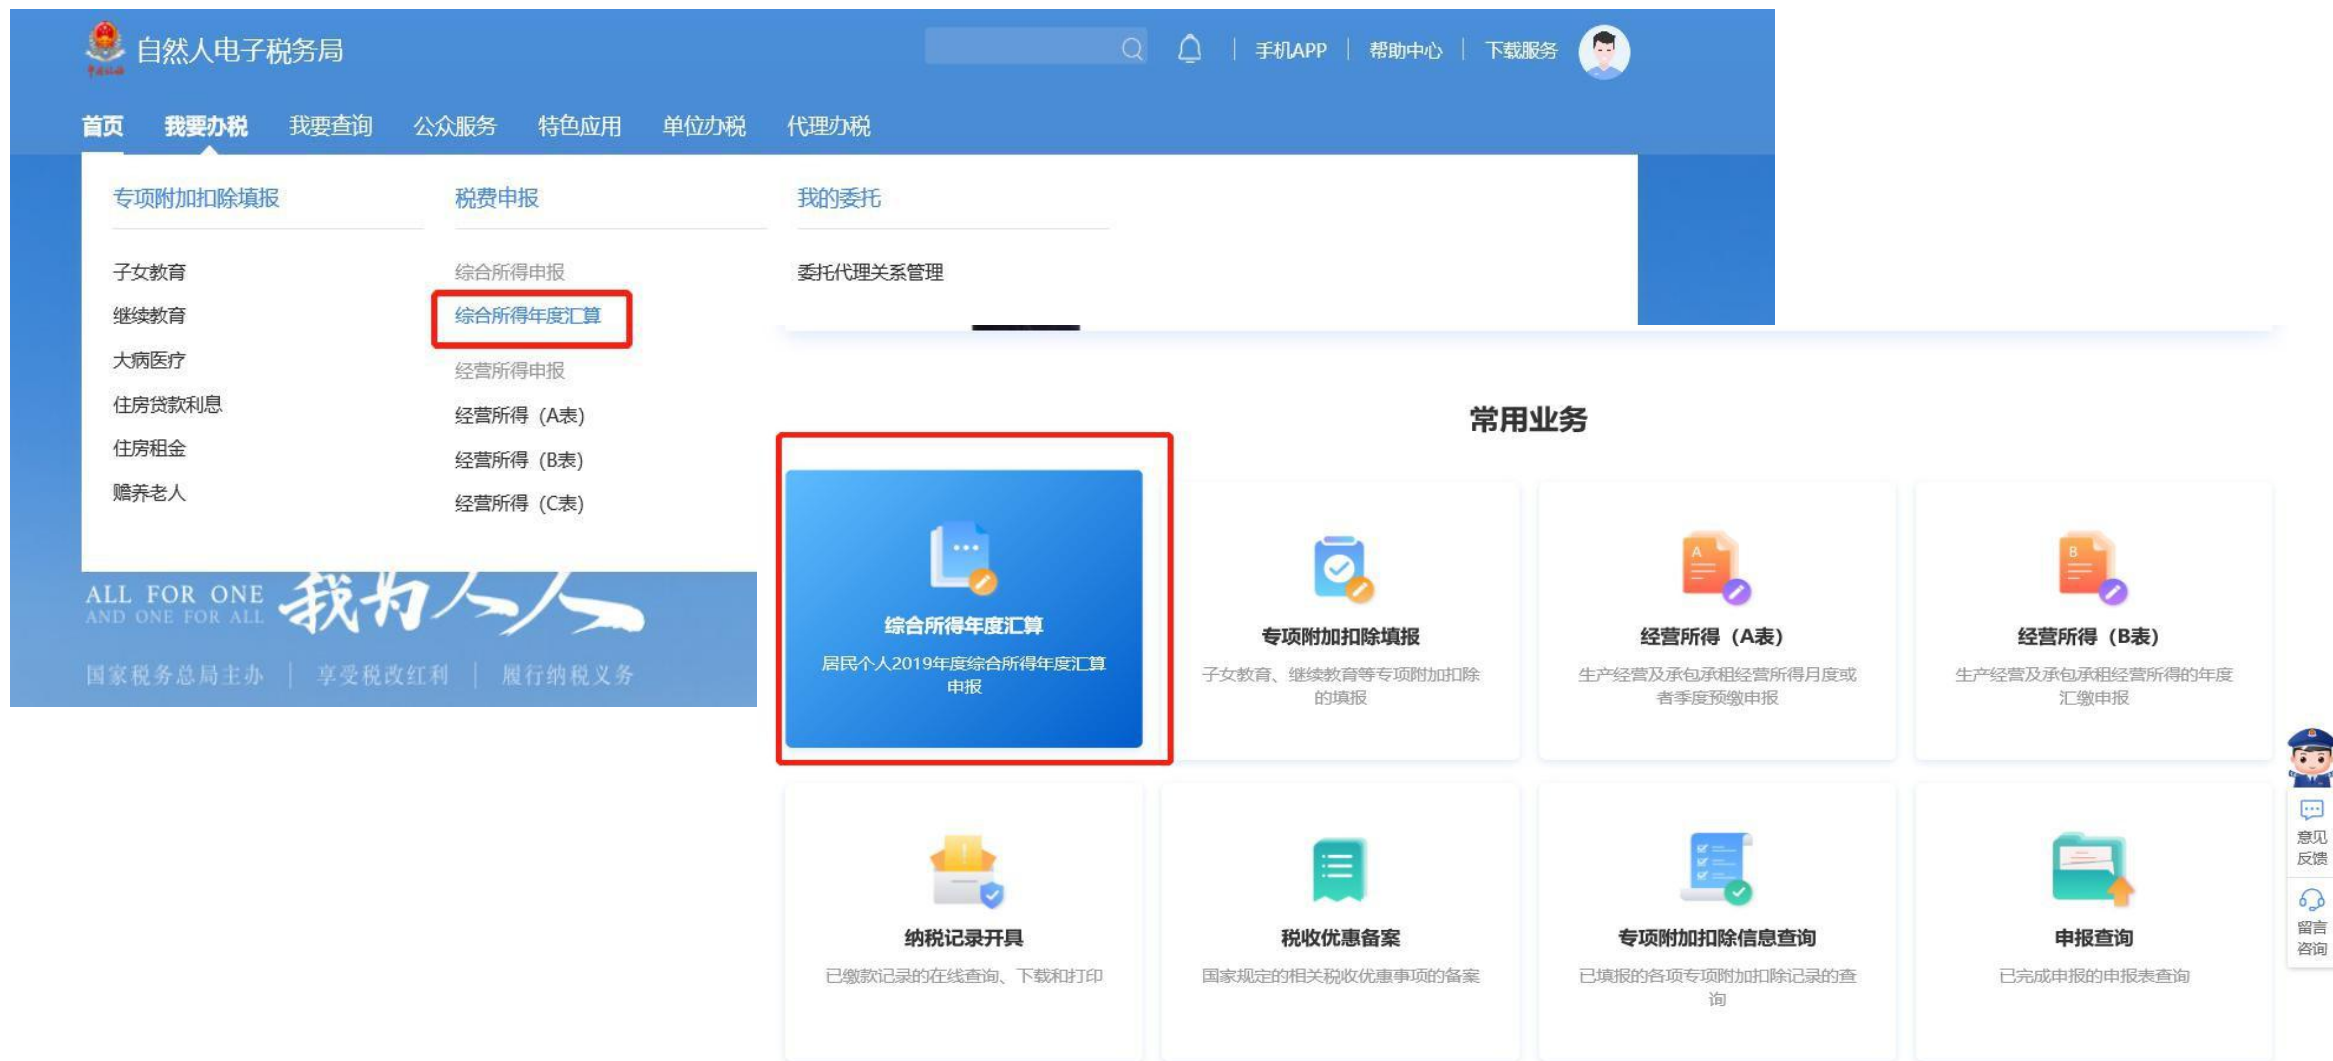 自然人电子税务局
手机APP
帮助中心
下载服务
首页
我要办税
我要查询
公众服务
特色应用
单位办税
代理办税
专项附加扣除填报
子女教育
继续教育
大病医疗
住房贷款利息
住房租金
赡养老人
税费申报
综合所得申报
综合所得年度汇算
经营所得申报
经营所得（A表）
经营所得（B表）
经营所得（C表）
我的委托
委托代理关系管理
ALL FOR ONE
AND ONE FOR ALL
我为人人
国家税务总局主办
享受税改红利
履行纳税义务
常用业务
综合所得年度汇算
居民个人2019年度综合所得年度汇算
申报
专项附加扣除填报
子女教育、继续教育等专项附加扣除
的填报
A
经营所得（A表）
生产经营及承包承租经营所得月度或
者季度预缴申报
B
经营所得（B表）
生产经营及承包承租经营所得的年度
汇缴申报
纳税记录开具
已缴款记录的在线查询、下载和打印
税收优惠备案
国家规定的相关税收优惠事项的备案
专项附加扣除信息查询
已填报的各项专项附加扣除记录的查
询
申报查询
已完成申报的申报表查询
意见
反馈
留言
咨询